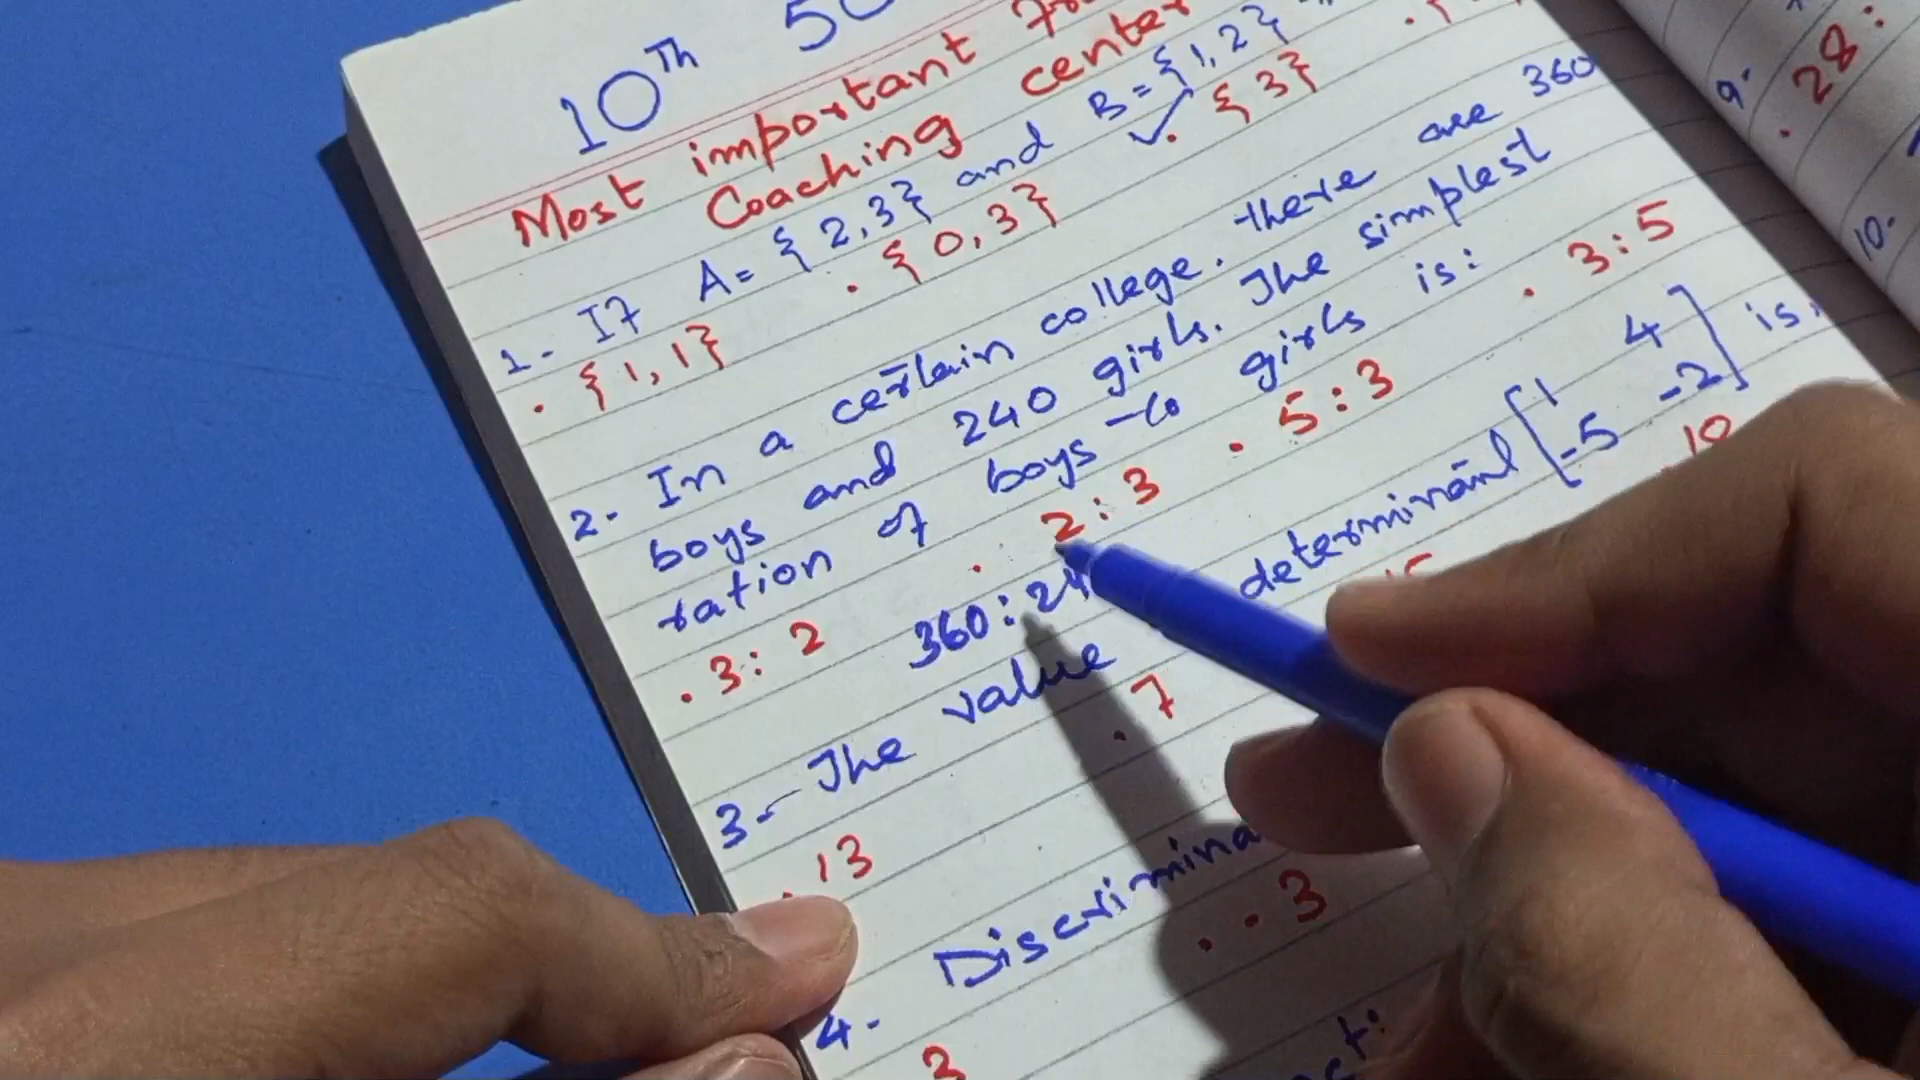 10Th 50
Most important
Coaching center
1- If A= { 2,3} and B={1,2}
. {1,1} . {0,3} . {3}
2- In a certain college. there are 360
boys and 240 girls. The simplest
ration of boys to girls is:
. 3:2 . 2:3 . 5:3 . 3:5
360:24
3- The value determinant [1 4
-5 -2] is:
. 13 . 7
4- Discrimina
3 . . 3
9. . 28:
10.